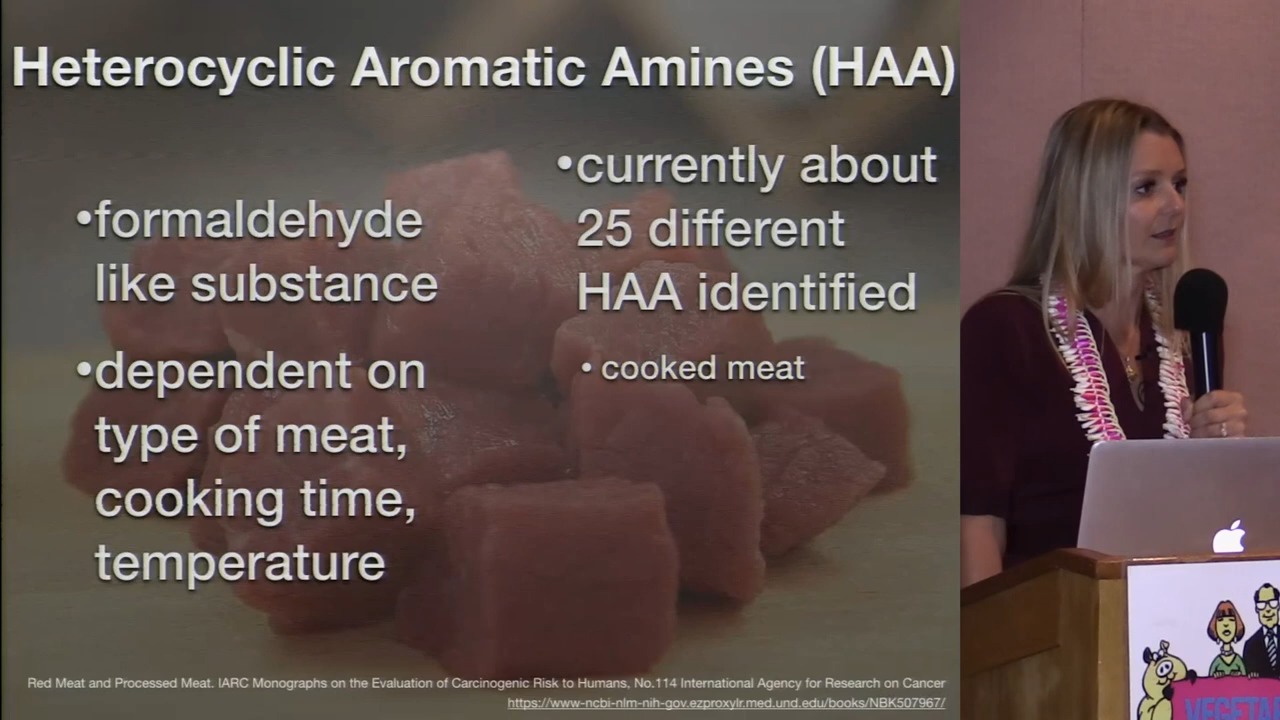 Heterocyclic Aromatic Amines (HAA)
•formaldehyde
like substance
•dependent on
type of meat,
cooking time,
temperature
•currently about
25 different
HAA identified
• cooked meat
Red Meat and Processed Meat. IARC Monographs on the Evaluation of Carcinogenic Risk to Humans, No.114 International Agency for Research on Cancer
https://www-ncbi-nlm-nih-gov.ezproxylr.med.und.edu/books/NBK507967/